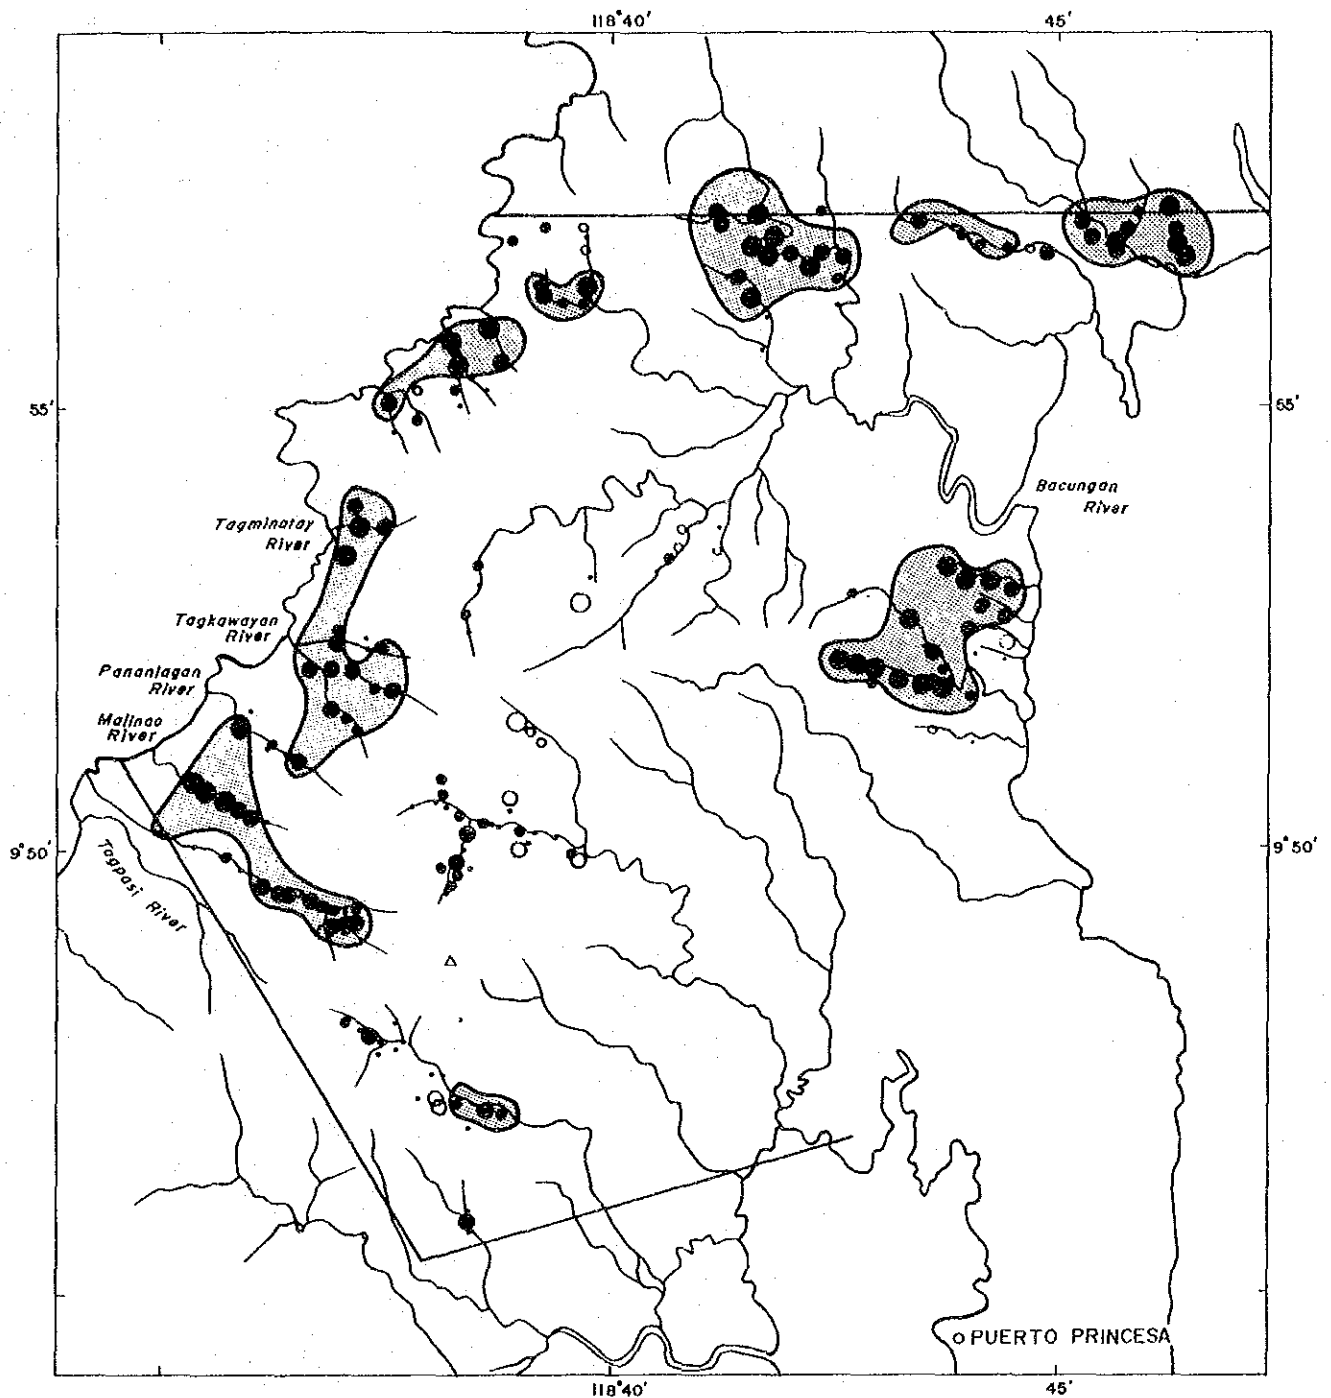 118°40′
45′
55′
55′
Bacungan
River
Tagminatay
River
Tagkawayan
River
Pananlagan
River
Malinao
River
9°50′
9°50′
Tagpasi River
PUERTO PRINCESA
118°40′
45′